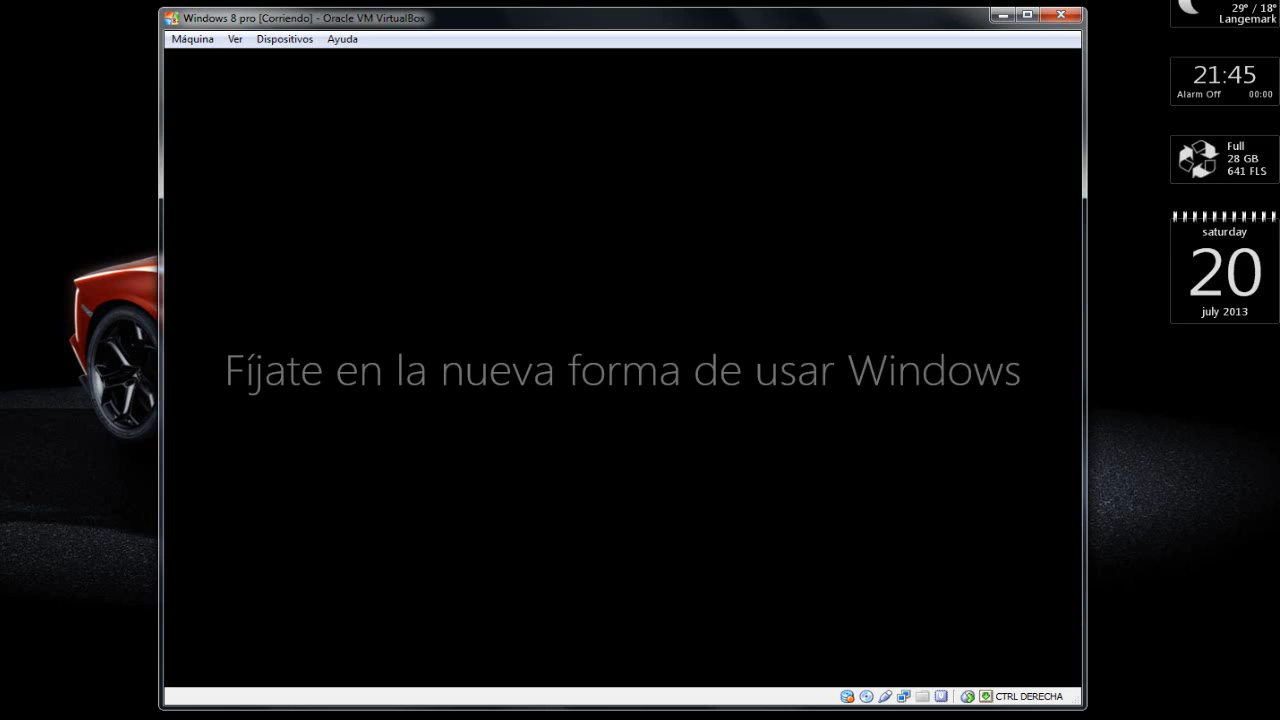 Windows 8 pro [Corriendo] - Oracle VM VirtualBox
Máquina Ver Dispositivos Ayuda
Fíjate en la nueva forma de usar Windows
CTRL DERECHA
29° / 18°
Langemark
21:45
Alarm Off 00:00
Full
28 GB
641 FLS
saturday
20
july 2013